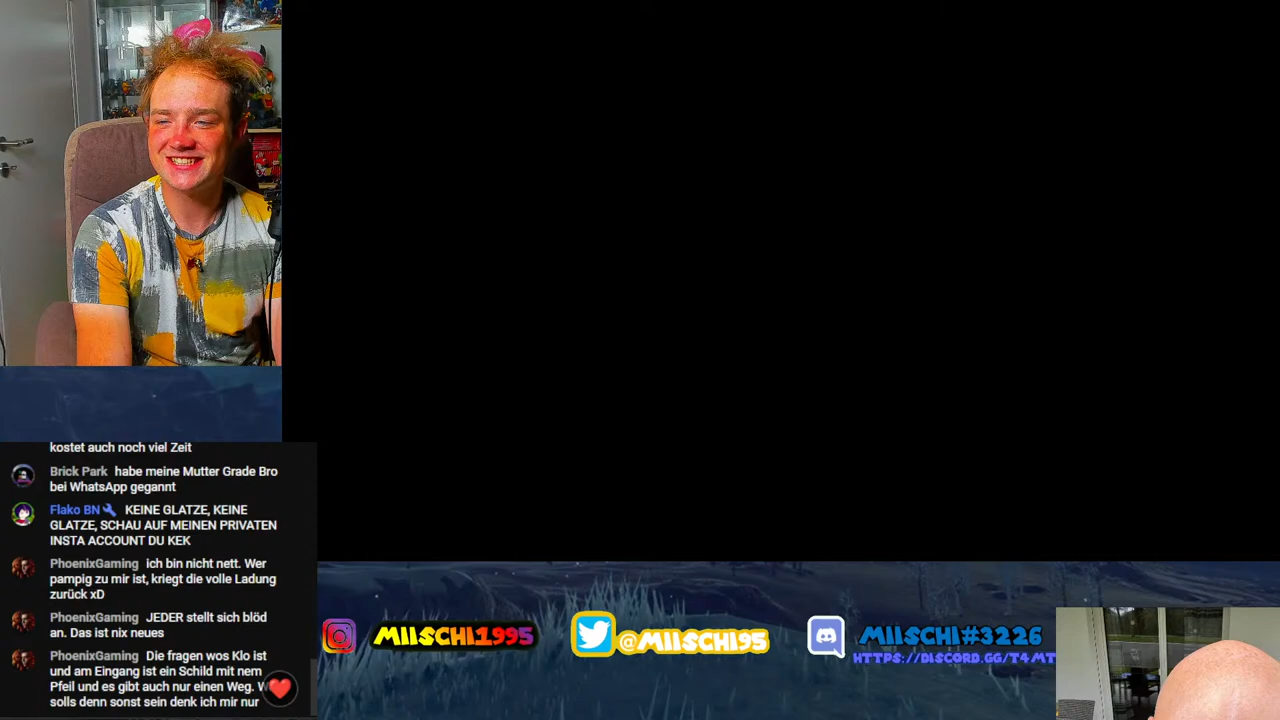 kostet auch noch viel Zeit
Brick Park habe meine Mutter Grade Bro
bei WhatsApp gegannt
Flako BN KEINE GLATZE, KEINE
GLATZE, SCHAU AUF MEINEN PRIVATEN
INSTA ACCOUNT DU KEK
PhoenixGaming ich bin nicht nett. Wer
pampig zu mir ist, kriegt die volle Ladung
zurück xD
PhoenixGaming JEDER stellt sich blöd
an. Das ist nix neues
PhoenixGaming Die fragen wos Klo ist
und am Eingang ist ein Schild mit nem
Pfeil und es gibt auch nur einen Weg.
solls denn sonst sein denk ich mir nur
MIISCHI1995
@MIISCHI95
MIISCHI#3226
HTTPS://DISCORD.GG/T4MT